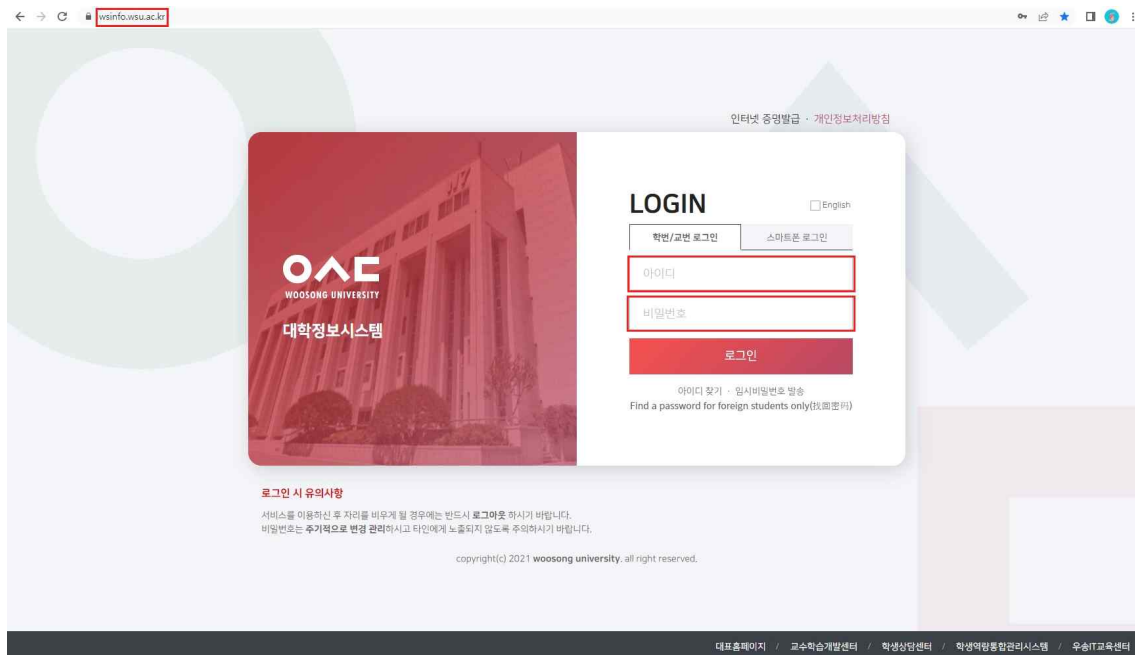 wsinfo.wsu.ac.kr
인터넷 증명발급 · 개인정보처리방침
W7
WOOSONG UNIVERSITY
대학정보시스템
LOGIN
English
학번/교번 로그인
스마트폰 로그인
아이디
비밀번호
로그인
아이디 찾기 · 임시비밀번호 발송
Find a password for foreign students only(找回密码)
로그인 시 유의사항
서비스를 이용하신 후 자리를 비우게 될 경우에는 반드시 로그아웃 하시기 바랍니다.
비밀번호는 주기적으로 변경 관리하시고 타인에게 노출되지 않도록 주의하시기 바랍니다.
copyright(c) 2021 woosong university. all right reserved.
대표홈페이지 / 교수학습개발센터 / 학생상담센터 / 학생역량통합관리시스템 / 우송IT교육센터